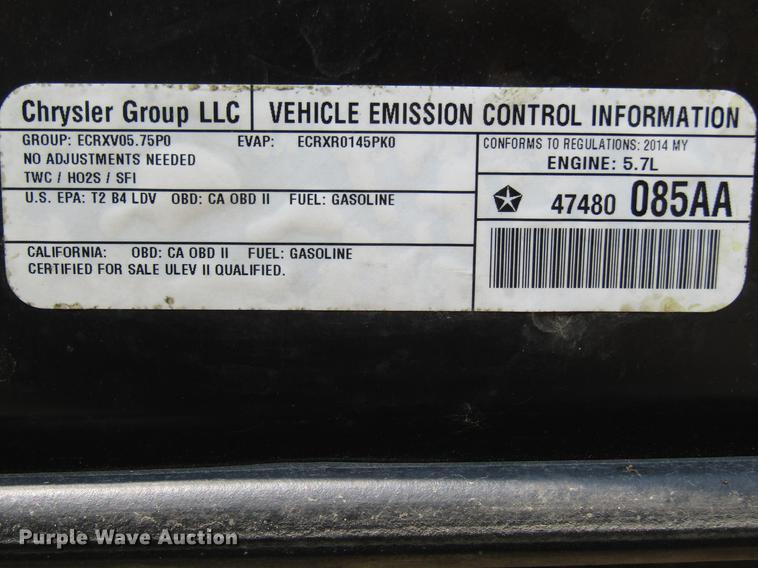 Chrysler Group LLC VEHICLE EMISSION CONTROL INFORMATION
GROUP: ECRXV05.75P0 EVAP: ECRXR0145PK0
NO ADJUSTMENTS NEEDED
TWC / HO2S / SFI
CONFORMS TO REGULATIONS: 2014 MY
ENGINE: 5.7L
U.S. EPA: T2 B4 LDV OBD: CA OBD II FUEL: GASOLINE
47480 085AA
CALIFORNIA: OBD: CA OBD II FUEL: GASOLINE
CERTIFIED FOR SALE ULEV II QUALIFIED.
Purple Wave Auction